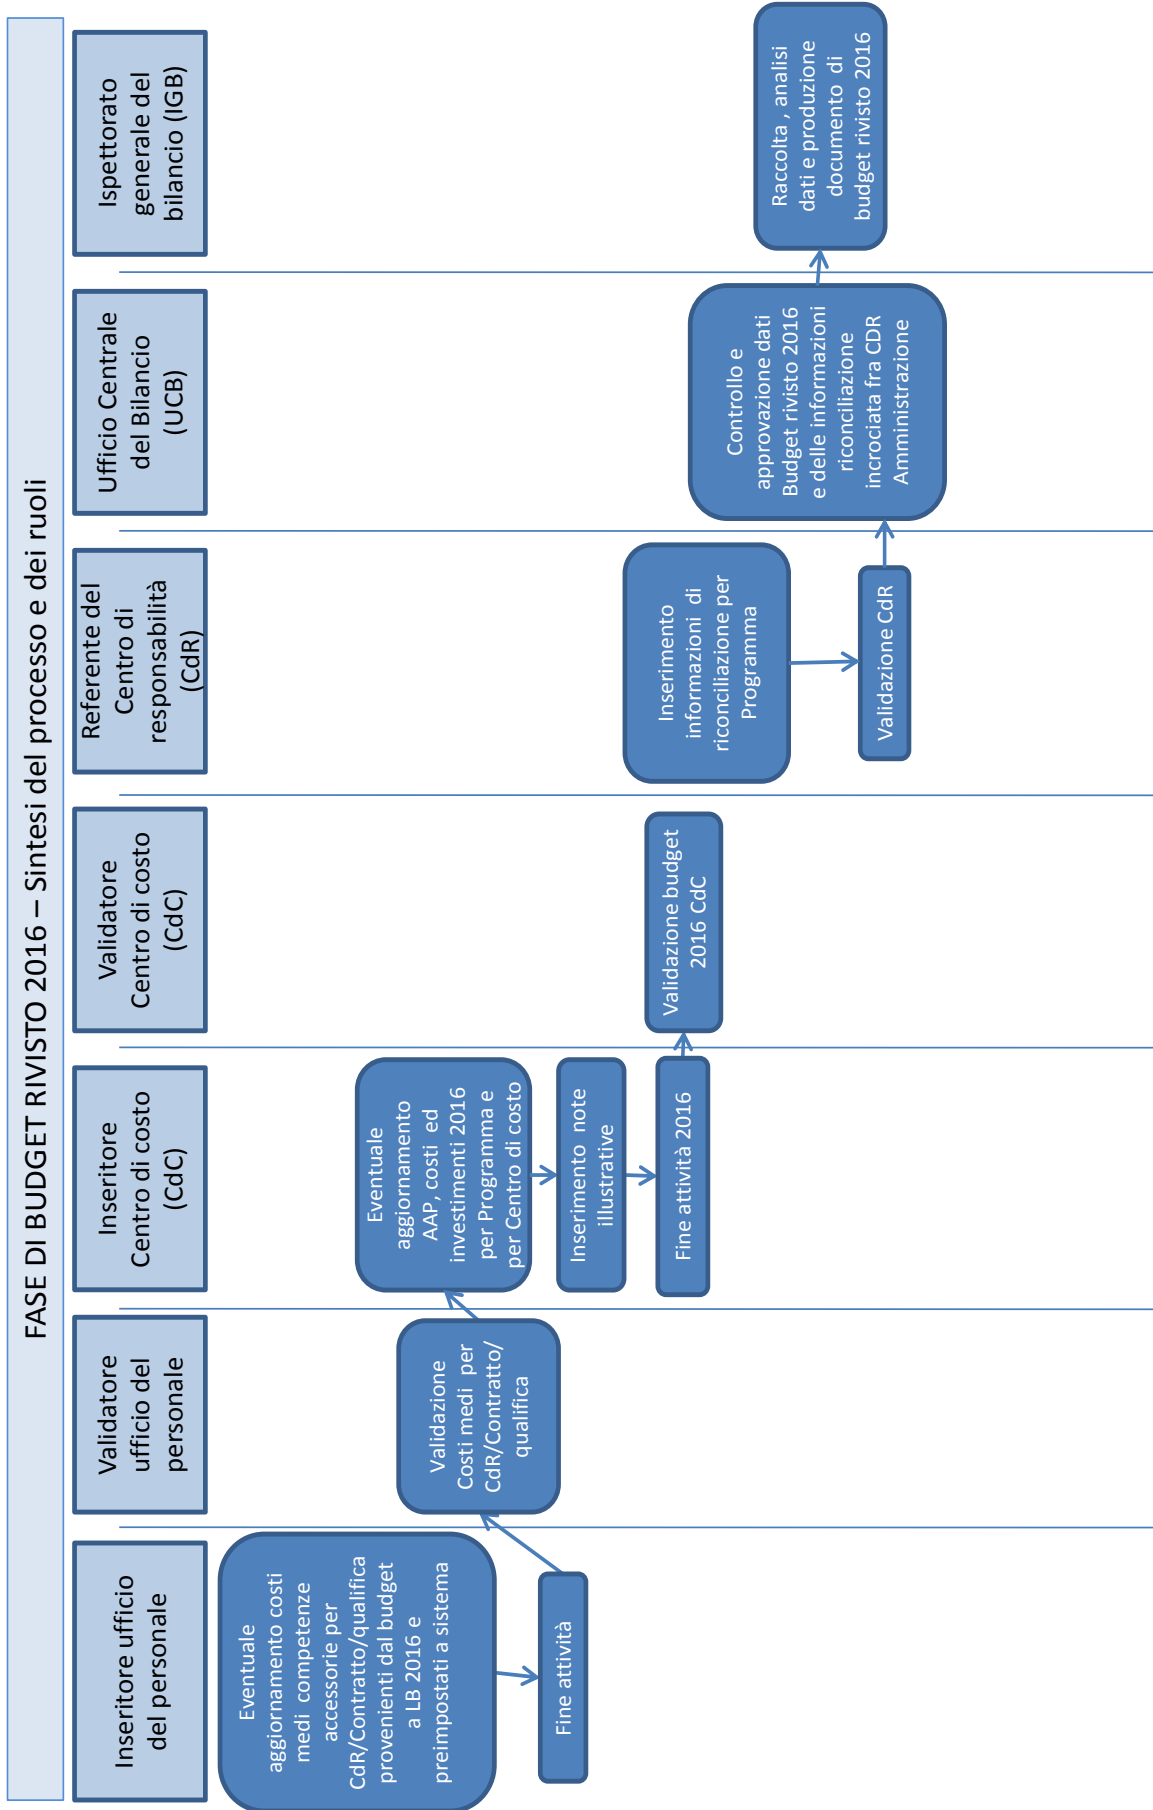 FASE DI BUDGET RIVISTO 2016 – Sintesi del processo e dei ruoli
Inseritore ufficio
del personale
Validatore
ufficio del
personale
Inseritore
Centro di costo
(CdC)
Validatore
Centro di costo
(CdC)
Referente del
Centro di
responsabilità
(CdR)
Ufficio Centrale
del Bilancio
(UCB)
Ispettorato
generale del
bilancio (IGB)
Eventuale
aggiornamento costi
medi competenze
accessorie per
CdR/Contratto/qualifica
provenienti dal budget
a LB 2016 e
preimpostati a sistema
Fine attività
Validazione
Costi medi per
CdR/Contratto/
qualifica
Eventuale
aggiornamento
AAP, costi ed
investimenti 2016
per Programma e
per Centro di costo
Inserimento note
illustrative
Fine attività 2016
Validazione budget
2016 CdC
Inserimento
informazioni di
riconciliazione per
Programma
Validazione CdR
Controllo e
approvazione dati
Budget rivisto 2016
e delle informazioni
riconciliazione
incrociata fra CDR
Amministrazione
Raccolta , analisi
dati e produzione
documento di
budget rivisto 2016